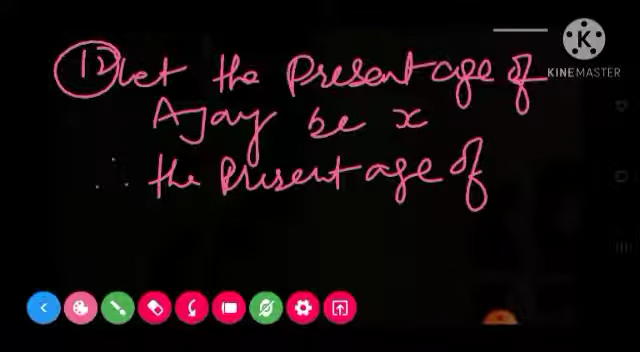 12 Let the Present age of
Ajay be x
∴ the Present age of
KINEMASTER